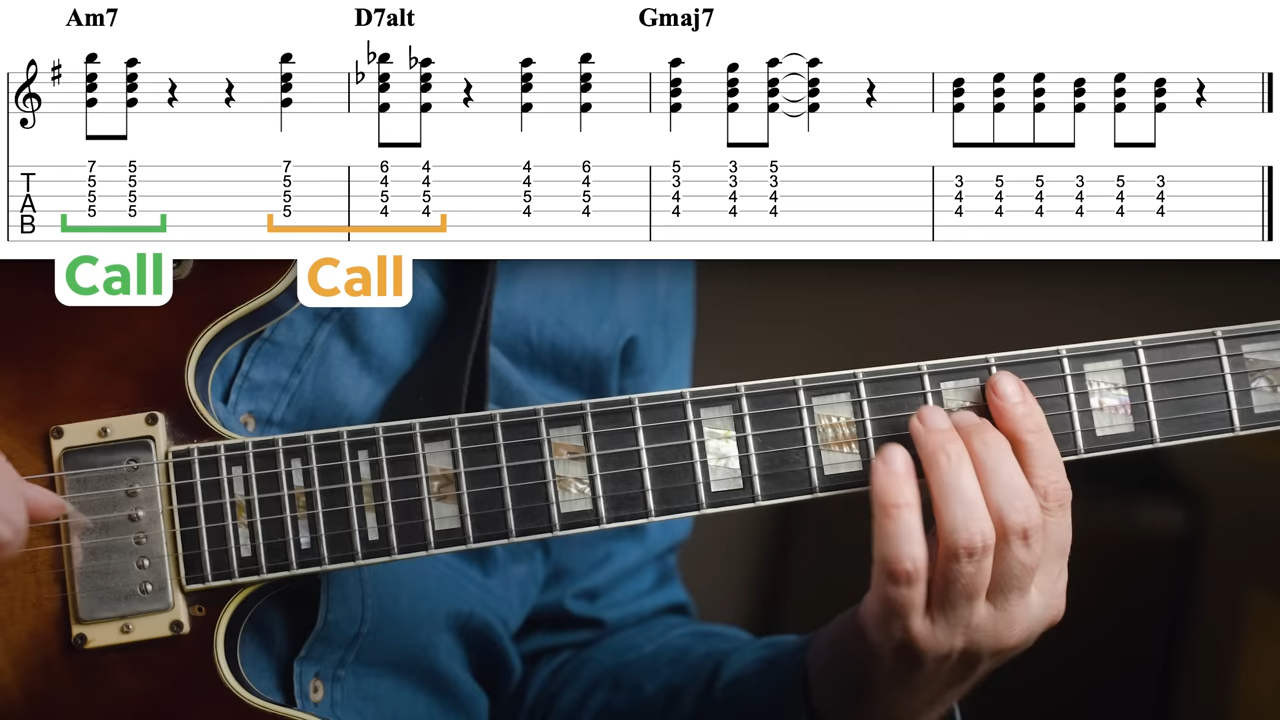 Am7 D7alt Gmaj7
7 5 7 6 4 4 6 5 3 5
T 5 5 5 4 4 4 4 3 3 3 3 5 5 3 5 3
A 5 5 5 5 5 5 5 4 4 4 4 4 4 4 4 4
B 5 5 5 4 4 4 4 4 4 4 4 4 4 4 4 4
Call Call